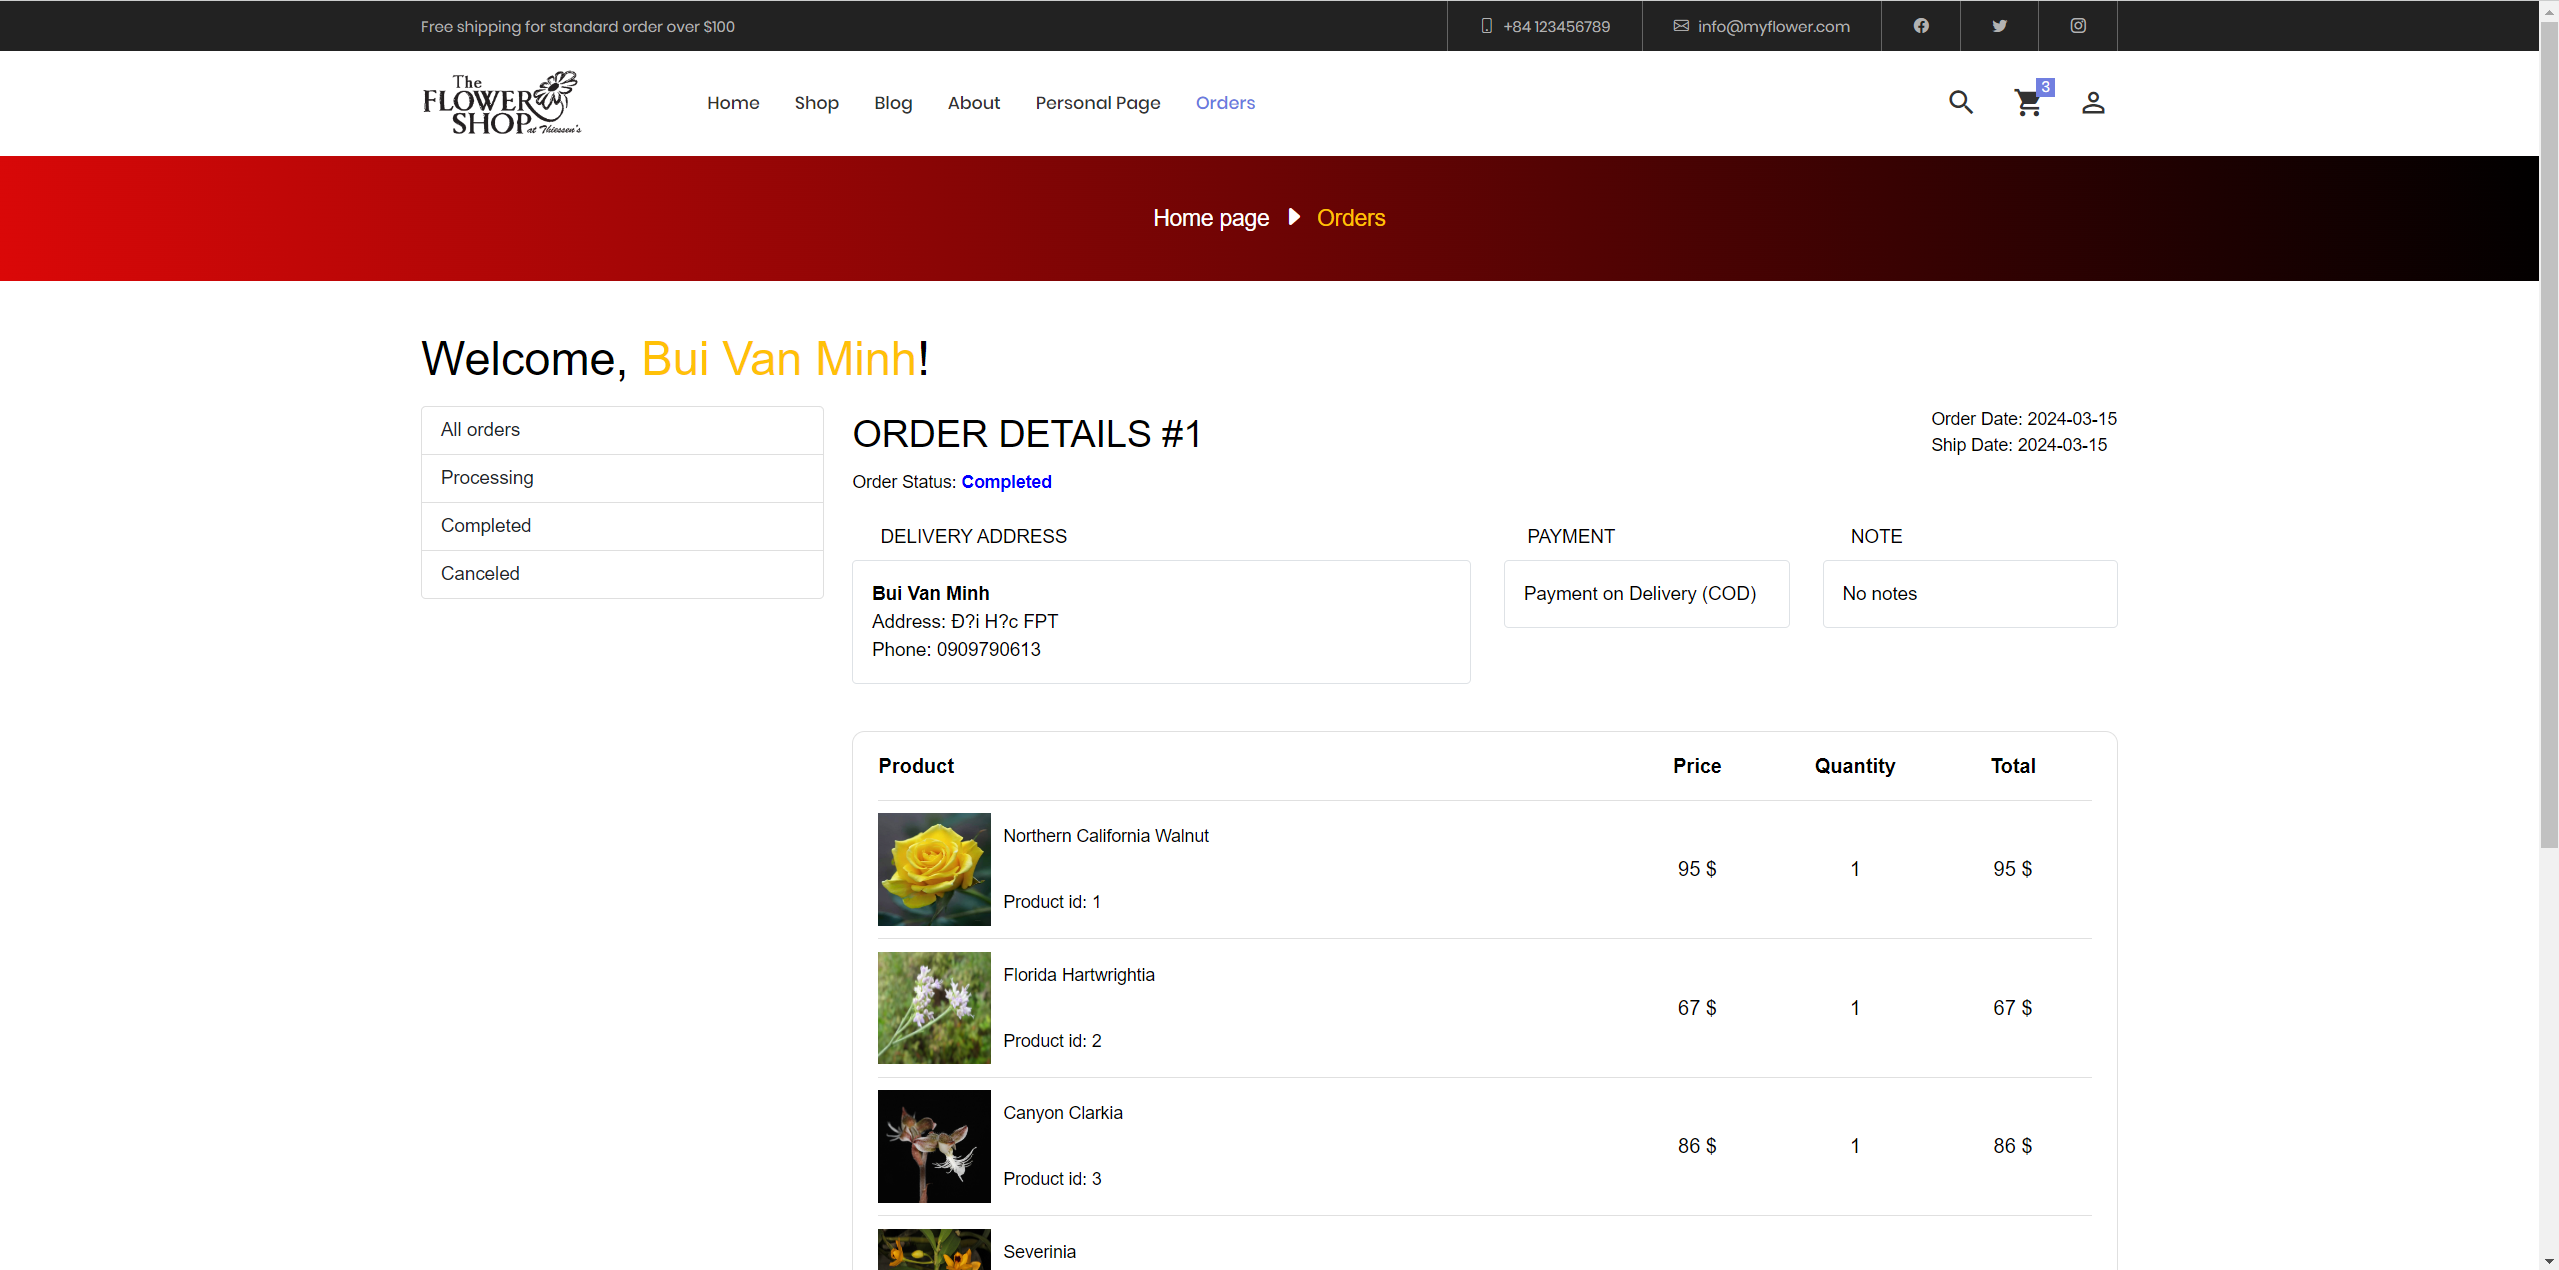 Free shipping for standard order over $100
+84 123456789
info@myflower.com
The
FLOWER
SHOP at Thiessen's
Home
Shop
Blog
About
Personal Page
Orders
3
Home page
Orders
Welcome, Bui Van Minh!
All orders
Processing
Completed
Canceled
ORDER DETAILS #1
Order Date: 2024-03-15
Ship Date: 2024-03-15
Order Status: Completed
DELIVERY ADDRESS
Bui Van Minh
Address: Đ?i H?c FPT
Phone: 0909790613
PAYMENT
Payment on Delivery (COD)
NOTE
No notes
Product Price Quantity Total
Northern California Walnut
Product id: 1
95 $ 1 95 $
Florida Hartwrightia
Product id: 2
67 $ 1 67 $
Canyon Clarkia
Product id: 3
86 $ 1 86 $
Severinia